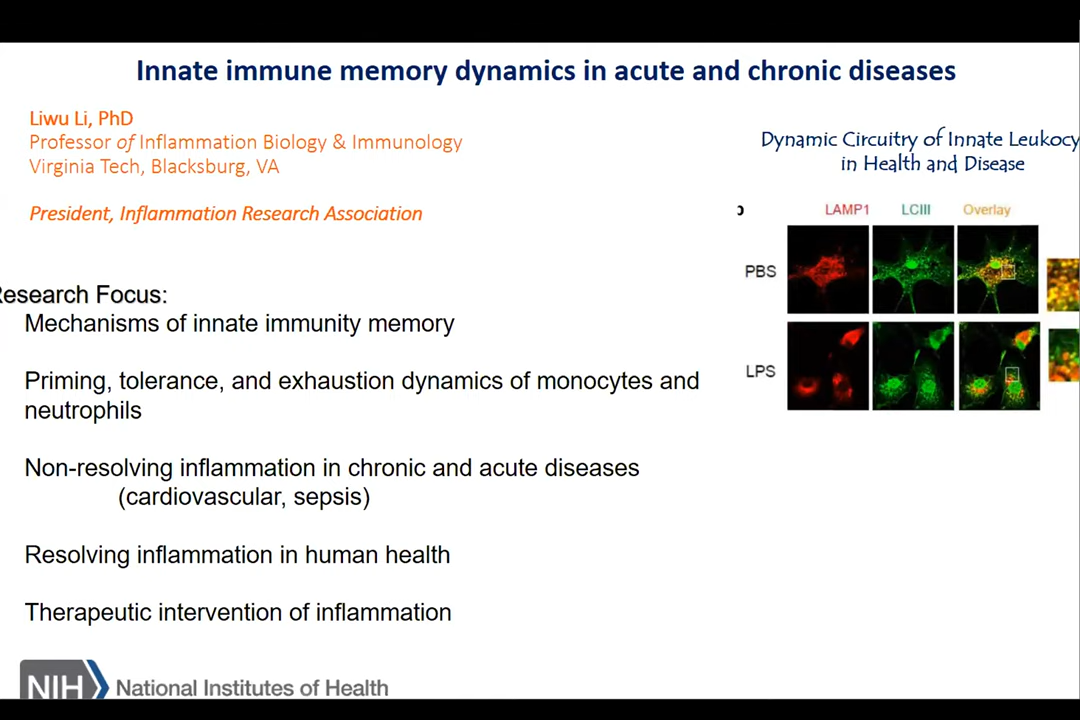 Innate immune memory dynamics in acute and chronic diseases
Liwu Li, PhD
Professor of Inflammation Biology & Immunology
Virginia Tech, Blacksburg, VA
President, Inflammation Research Association
Research Focus:
Mechanisms of innate immunity memory
Priming, tolerance, and exhaustion dynamics of monocytes and
neutrophils
Non-resolving inflammation in chronic and acute diseases
(cardiovascular, sepsis)
Resolving inflammation in human health
Therapeutic intervention of inflammation
NIH National Institutes of Health
Dynamic Circuitry of Innate Leukocy
in Health and Disease
b LAMP1 LCIII Overlay
PBS
LPS